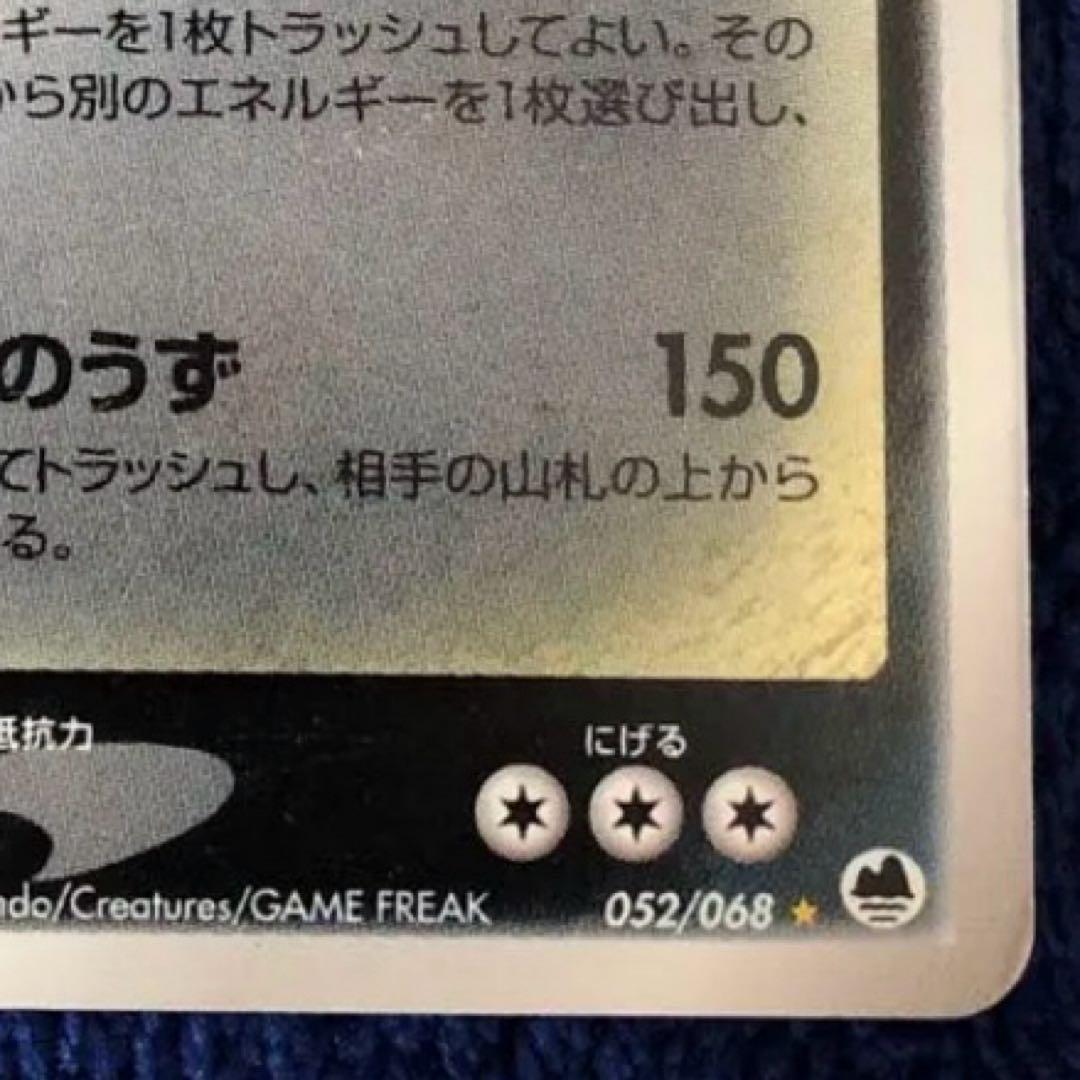 ギーを1枚トラッシュしてよい。その
から別のエネルギーを1枚選び出し、
のうず 150
てトラッシュし、相手の山札の上から
る。
抵抗力 にげる
ndo/Creatures/GAME FREAK 052/068